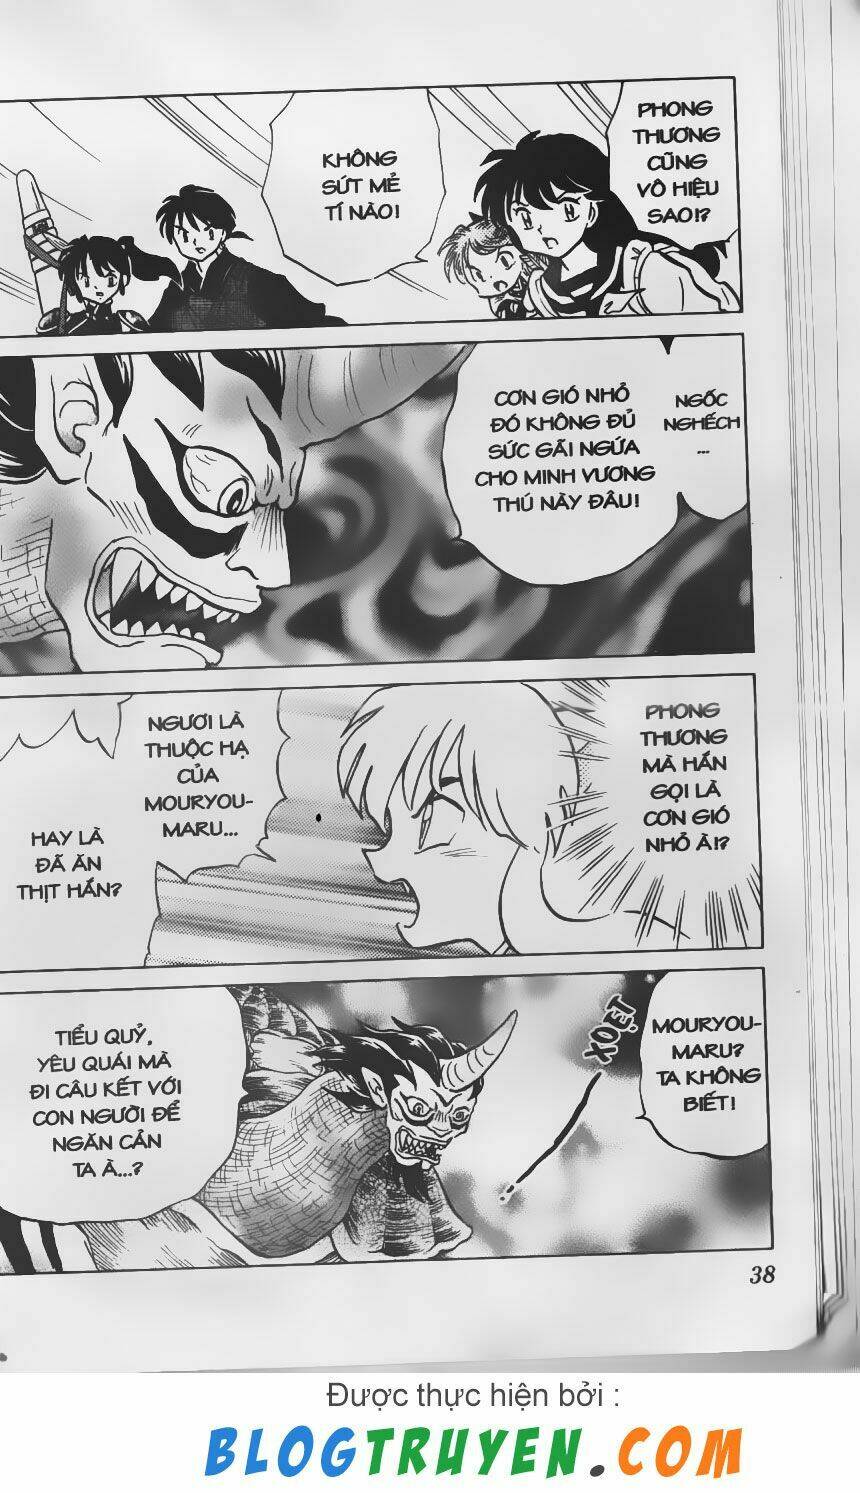 PHONG
THƯƠNG
CŨNG
VÔ HIỆU
SAO!?
KHÔNG
SỨT MẺ
TÍ NÀO!
NGỐC
NGHẾCH
...
CƠN GIÓ NHỎ
ĐÓ KHÔNG ĐỦ
SỨC GÃI NGỨA
CHO MINH VƯƠNG
THÚ NÀY ĐÂU!
PHONG
THƯƠNG
MÀ HẮN
GỌI LÀ
CƠN GIÓ
NHỎ À!?
NGƯƠI LÀ
THUỘC HẠ
CỦA
MOURYOU-
MARU...
HAY LÀ
ĐÃ ĂN
THỊT HẮN?
MOURYOU-
MARU?
TA KHÔNG
BIẾT!
XOẸT
TIỂU QUỶ,
YÊU QUÁI MÀ
ĐI CÂU KẾT VỚI
CON NGƯỜI ĐỂ
NGĂN CẢN
TA À...?
38
Được thực hiện bởi :
BLOGTRUYEN.COM